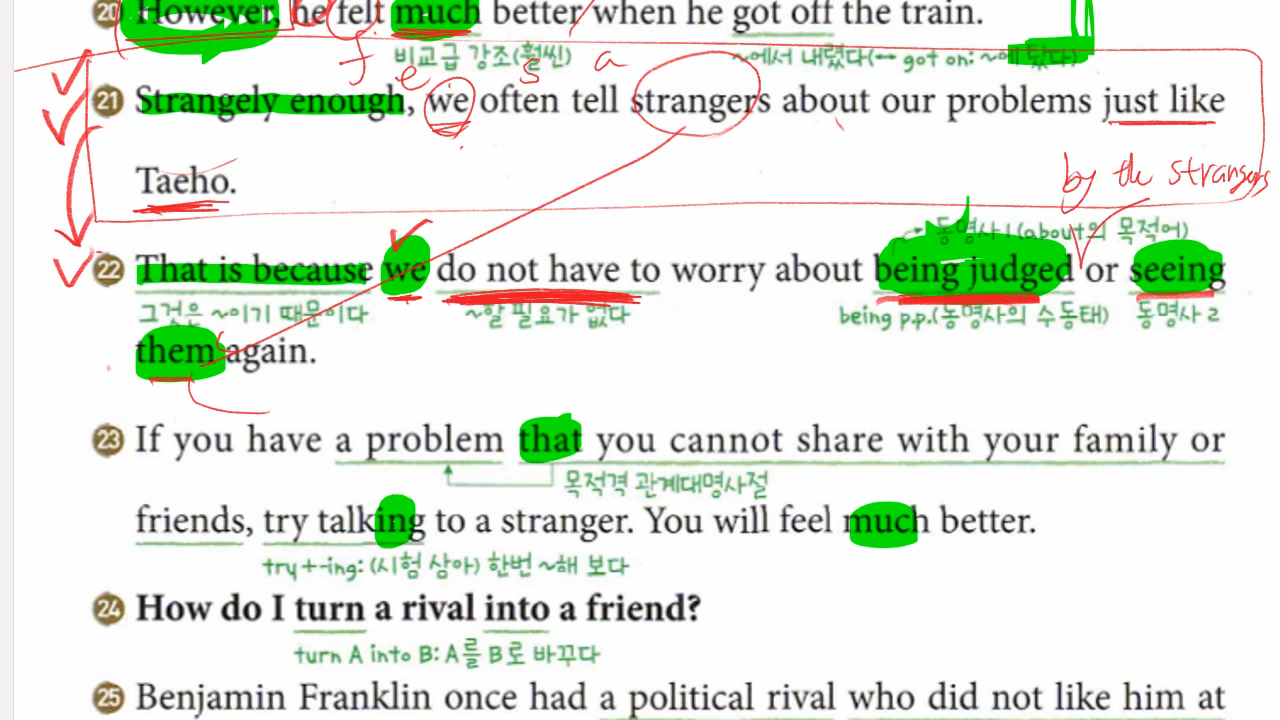 20 However, he felt much better when he got off the train.
비교급 강조(훨씬) ~에서 내렸다(↔ got on: ~에 탔다)
f e s a
21 Strangely enough, we often tell strangers about our problems just like
Taeho.
by the strangers
동명사1(about의 목적어)
22 That is because we do not have to worry about being judged or seeing
그것은 ~이기 때문이다 ~할 필요가 없다 being p.p.(동명사의 수동태) 동명사 2
them again.
23 If you have a problem that you cannot share with your family or
목적격 관계대명사절
friends, try talking to a stranger. You will feel much better.
try+-ing: (시험 삼아) 한번 ~해 보다
24 How do I turn a rival into a friend?
turn A into B: A를 B로 바꾸다
25 Benjamin Franklin once had a political rival who did not like him at